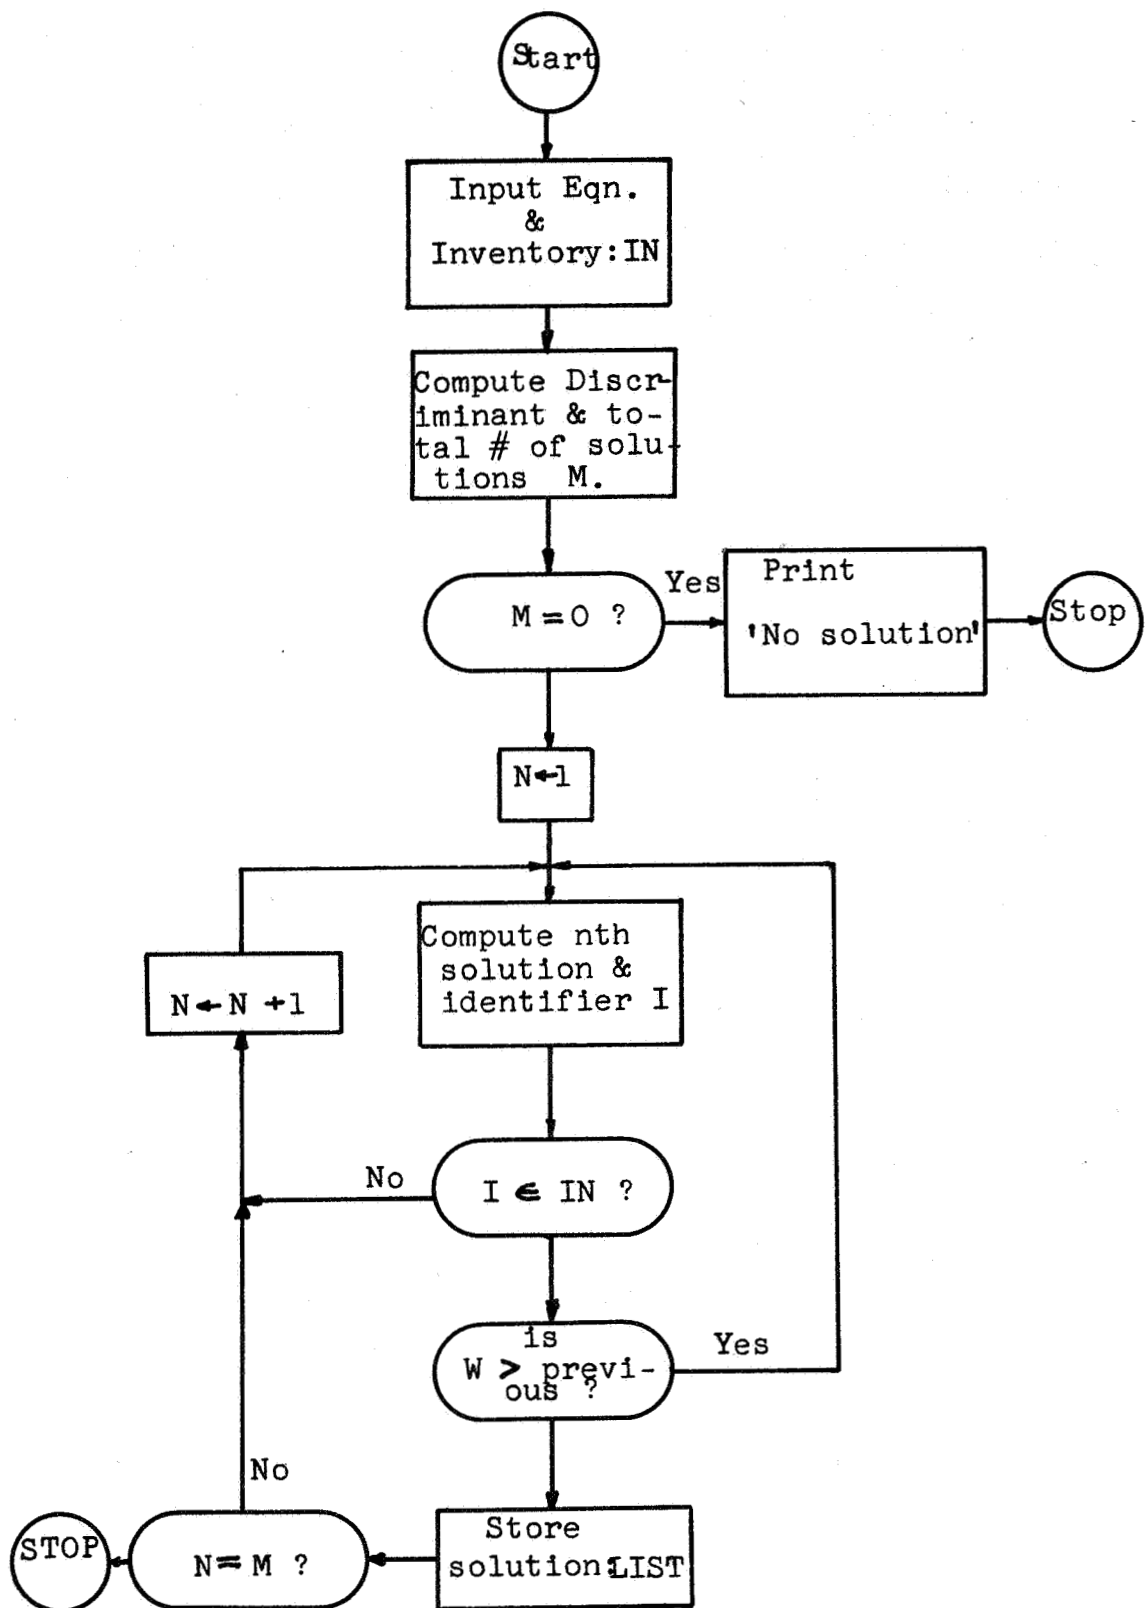 Start
Input Eqn.
&
Inventory:IN
Compute Discr-
iminant & to-
tal # of solu-
tions M.
M=0 ?
Yes
Print
'No solution'
Stop
N←1
Compute nth
solution &
identifier I
N←N +1
I ∈ IN ?
No
is
W > previ-
ous ?
Yes
Store
solution:LIST
N=M ?
No
STOP